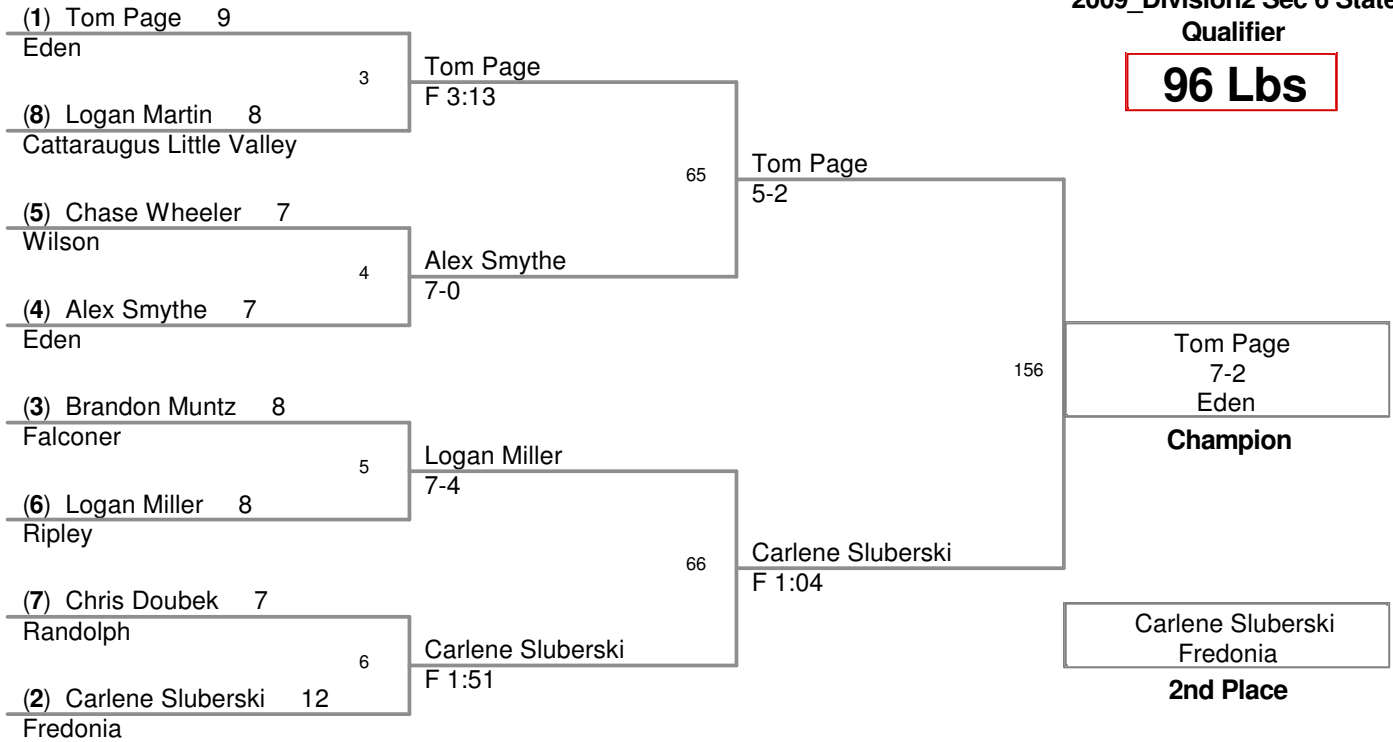 2009_Division2 Sec 6 State
Qualifier
96 Lbs
(1) Tom Page 9
Eden
3
(8) Logan Martin 8
Cattaraugus Little Valley
Tom Page
F 3:13
(5) Chase Wheeler 7
Wilson
4
(4) Alex Smythe 7
Eden
Alex Smythe
7-0
65
Tom Page
5-2
(3) Brandon Muntz 8
Falconer
5
(6) Logan Miller 8
Ripley
Logan Miller
7-4
(7) Chris Doubek 7
Randolph
6
(2) Carlene Sluberski 12
Fredonia
Carlene Sluberski
F 1:51
66
Carlene Sluberski
F 1:04
156
Tom Page
7-2
Eden
Champion
Carlene Sluberski
Fredonia
2nd Place